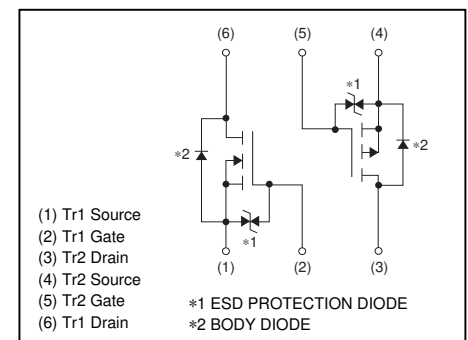 (6) (5) (4)
∗1
∗2
∗2
∗1
(1) (2) (3)
(1) Tr1 Source
(2) Tr1 Gate
(3) Tr2 Drain
(4) Tr2 Source
(5) Tr2 Gate
(6) Tr1 Drain
∗1 ESD PROTECTION DIODE
∗2 BODY DIODE